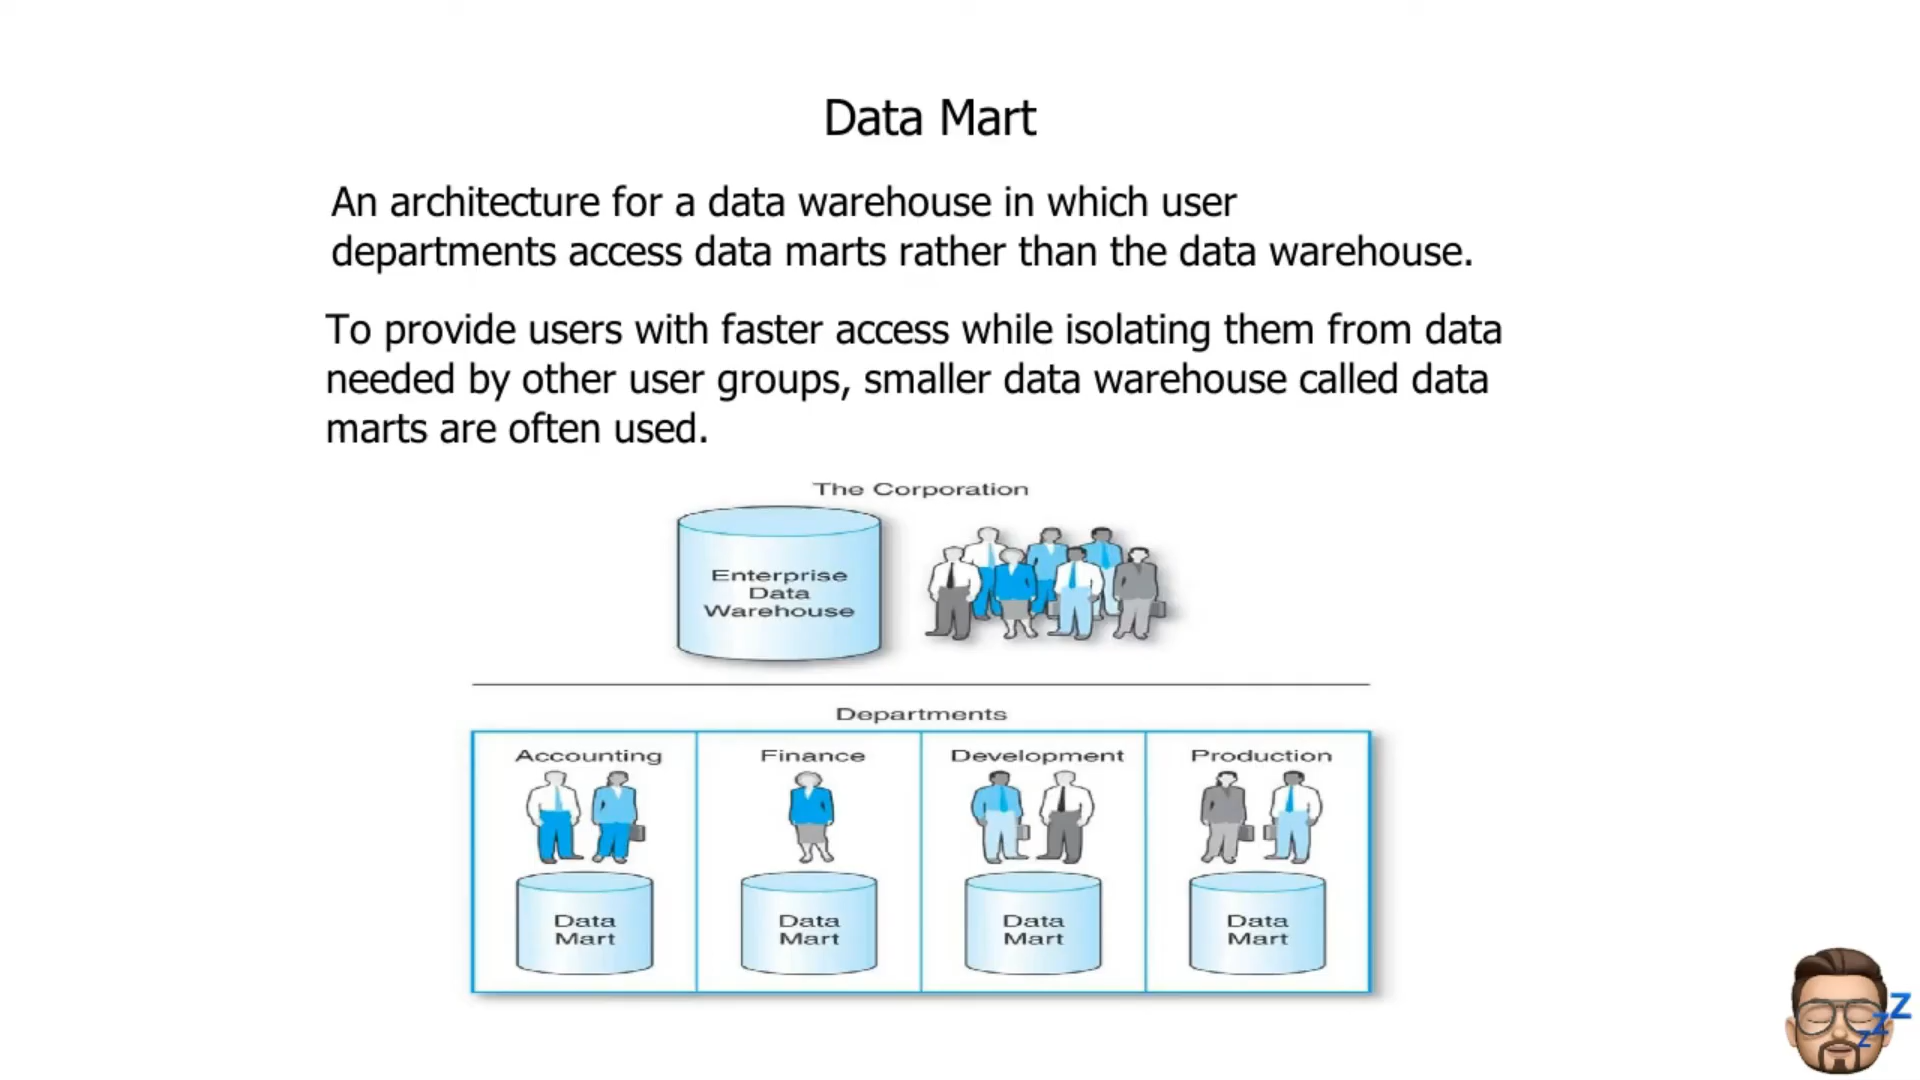 Data Mart
An architecture for a data warehouse in which user
departments access data marts rather than the data warehouse.
To provide users with faster access while isolating them from data
needed by other user groups, smaller data warehouse called data
marts are often used.
The Corporation
Enterprise
Data
Warehouse
Departments
Accounting
Finance
Development
Production
Data
Mart
Data
Mart
Data
Mart
Data
Mart
z
Z
Z